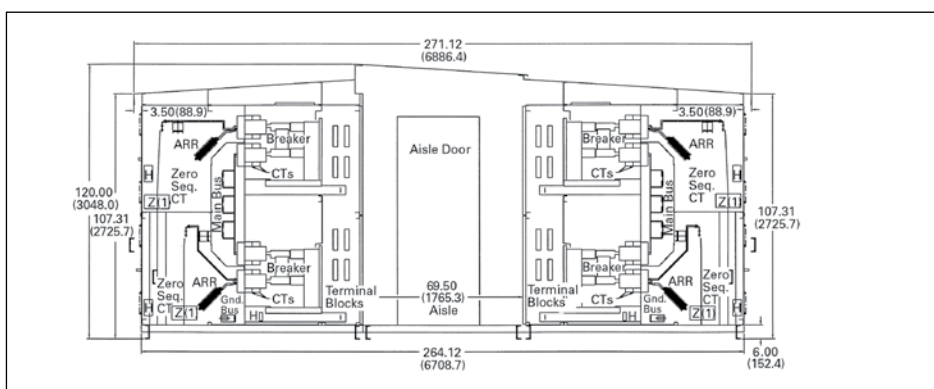 271.12
(6886.4)
3.50(88.9)
3.50(88.9)
ARR
Breaker
Aisle Door
Breaker
ARR
Zero
Seq.
CT
CTs
CTs
Zero
Seq.
CT
120.00
(3048.0)
Z(1)
Main Bus
Main Bus
Z(1)
107.31
(2725.7)
107.31
(2725.7)
Breaker
Breaker
Zero
Seq.
CT
ARR
Gnd.
Bus
CTs
Terminal
Blocks
69.50
(1765.3)
Aisle
Terminal
Blocks
CTs
Gnd.
Bus
ARR
Zero
Seq.
CT
Z(1)
H
H
Z(1)
264.12
(6708.7)
6.00
(152.4)